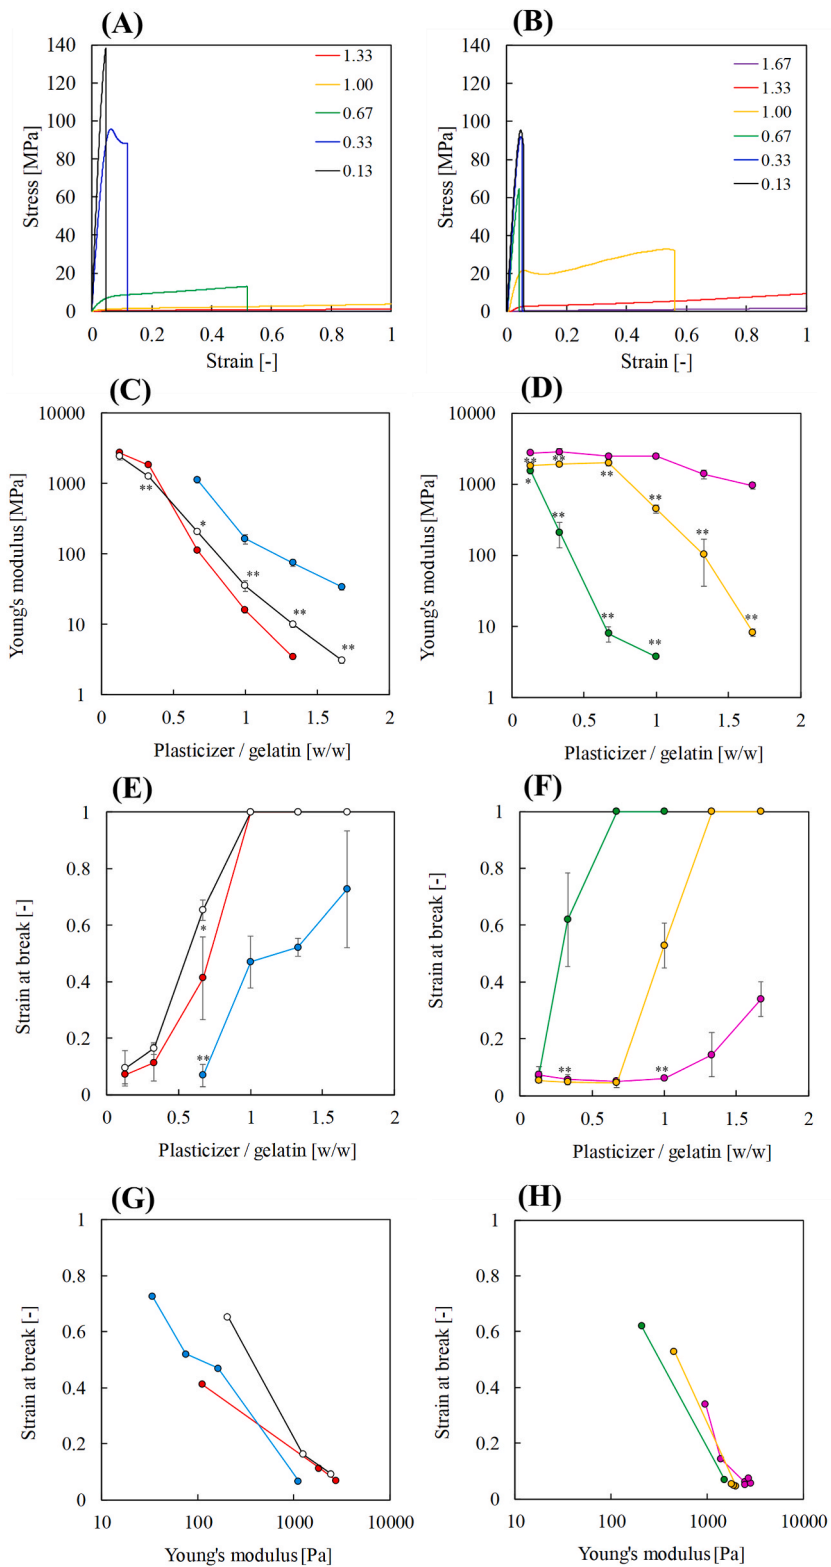 (A)
140
120
100
80
60
40
20
0
Stress [MPa]
1.33
1.00
0.67
0.33
0.13
0 0.2 0.4 0.6 0.8 1
Strain [-]
(B)
140
120
100
80
60
40
20
0
Stress [MPa]
1.67
1.33
1.00
0.67
0.33
0.13
0 0.2 0.4 0.6 0.8 1
Strain [-]
(C)
10000
1000
100
10
1
Young's modulus [MPa]
**
*
**
**
**
0 0.5 1 1.5 2
Plasticizer / gelatin [w/w]
(D)
10000
1000
100
10
1
Young's modulus [MPa]
**
*
**
**
**
**
**
**
**
**
0 0.5 1 1.5 2
Plasticizer / gelatin [w/w]
(E)
1
0.8
0.6
0.4
0.2
0
Strain at break [-]
*
**
0 0.5 1 1.5 2
Plasticizer / gelatin [w/w]
(F)
1
0.8
0.6
0.4
0.2
0
Strain at break [-]
**
**
0 0.5 1 1.5 2
Plasticizer / gelatin [w/w]
(G)
1
0.8
0.6
0.4
0.2
0
Strain at break [-]
10 100 1000 10000
Young's modulus [Pa]
(H)
1
0.8
0.6
0.4
0.2
0
Strain at break [-]
10 100 1000 10000
Young's modulus [Pa]